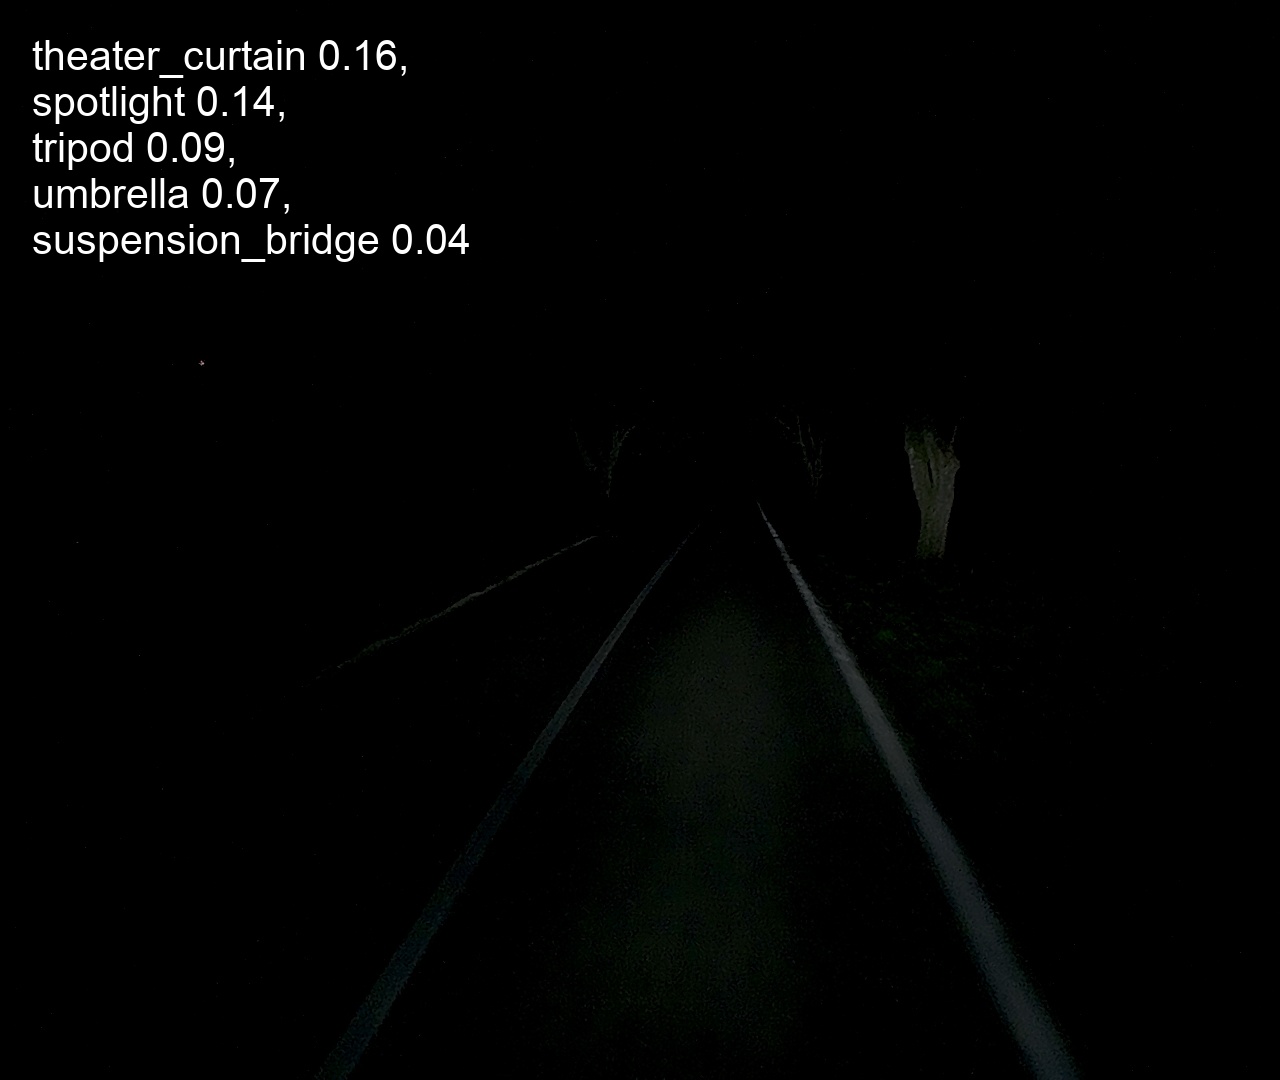 theater_curtain 0.16,
spotlight 0.14,
tripod 0.09,
umbrella 0.07,
suspension_bridge 0.04